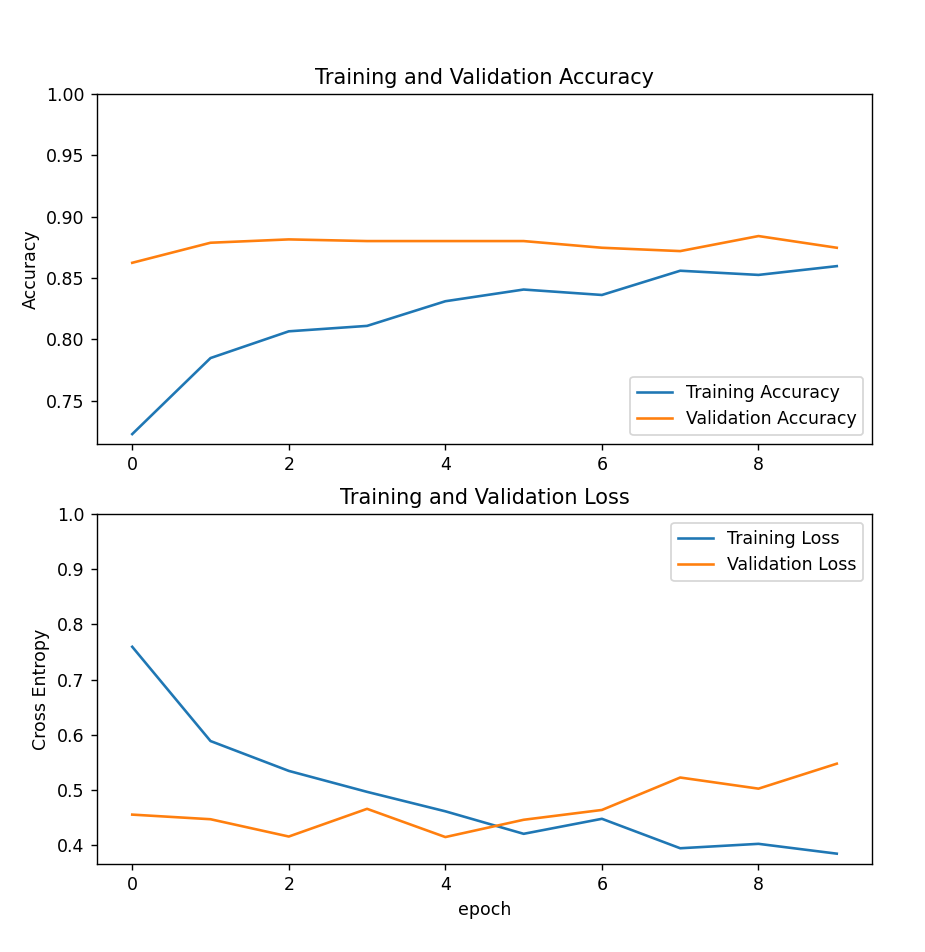 Training and Validation Accuracy
1.00
0.95
0.90
0.85
0.80
0.75
Accuracy
Training Accuracy
Validation Accuracy
0 2 4 6 8
Training and Validation Loss
1.0
0.9
0.8
0.7
0.6
0.5
0.4
Cross Entropy
Training Loss
Validation Loss
0 2 4 6 8
epoch